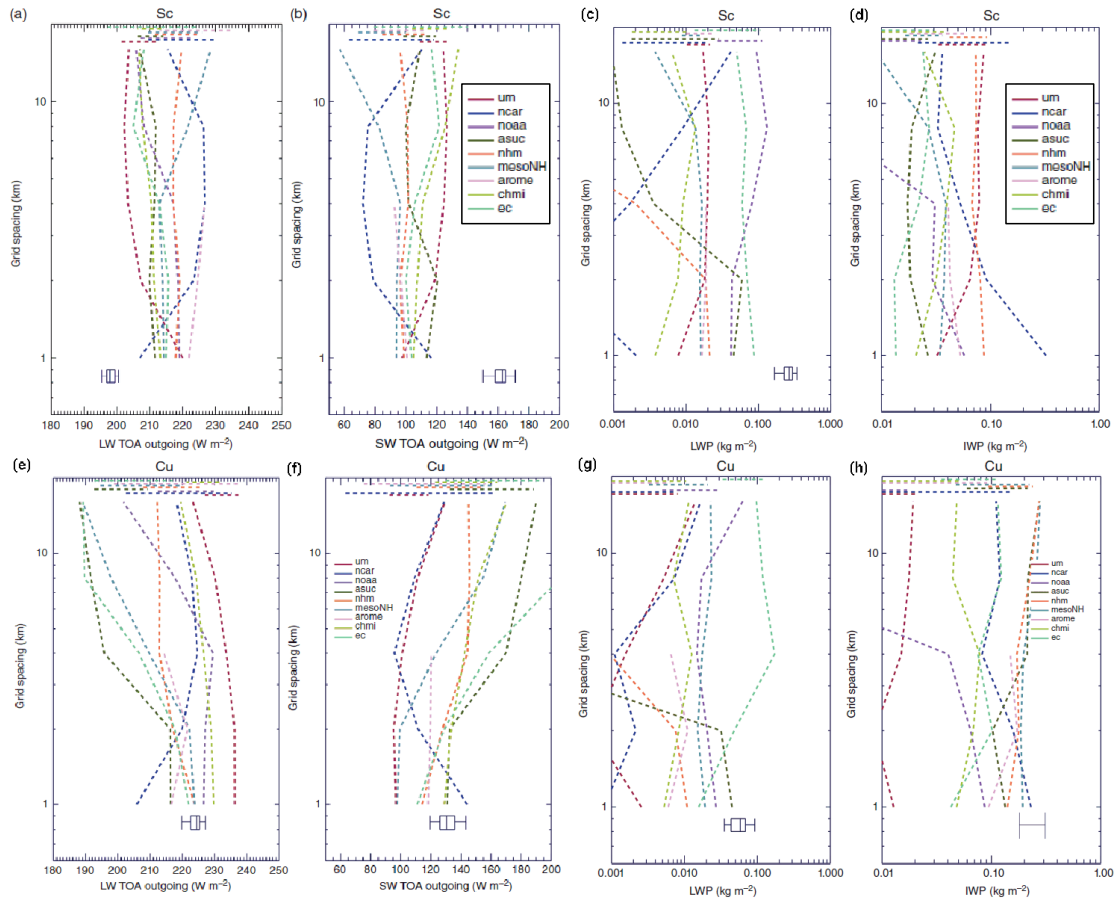 (a) Sc
Grid spacing (km)
10
1
180 190 200 210 220 230 240 250
LW TOA outgoing (W m⁻²)
(b) Sc
Grid spacing (km)
10
1
60 80 100 120 140 160 180 200
SW TOA outgoing (W m⁻²)
um
ncar
noaa
asuc
nhm
mesoNH
arome
chmi
ec
(c) Sc
Grid spacing (km)
10
1
0.001 0.010 0.100 1.000
LWP (kg m⁻²)
(d) Sc
Grid spacing (km)
10
1
0.01 0.10 1.00
IWP (kg m⁻²)
um
ncar
noaa
asuc
nhm
mesoNH
arome
chmi
ec
(e) Cu
Grid spacing (km)
10
1
180 190 200 210 220 230 240 250
LW TOA outgoing (W m⁻²)
(f) Cu
Grid spacing (km)
10
1
60 80 100 120 140 160 180 200
SW TOA outgoing (W m⁻²)
um
ncar
noaa
asuc
nhm
mesoNH
arome
chmi
ec
(g) Cu
Grid spacing (km)
10
1
0.001 0.010 0.100 1.000
LWP (kg m⁻²)
(h) Cu
Grid spacing (km)
10
1
0.01 0.10 1.00
IWP (kg m⁻²)
um
ncar
noaa
asuc
nhm
mesoNH
arome
chmi
ec